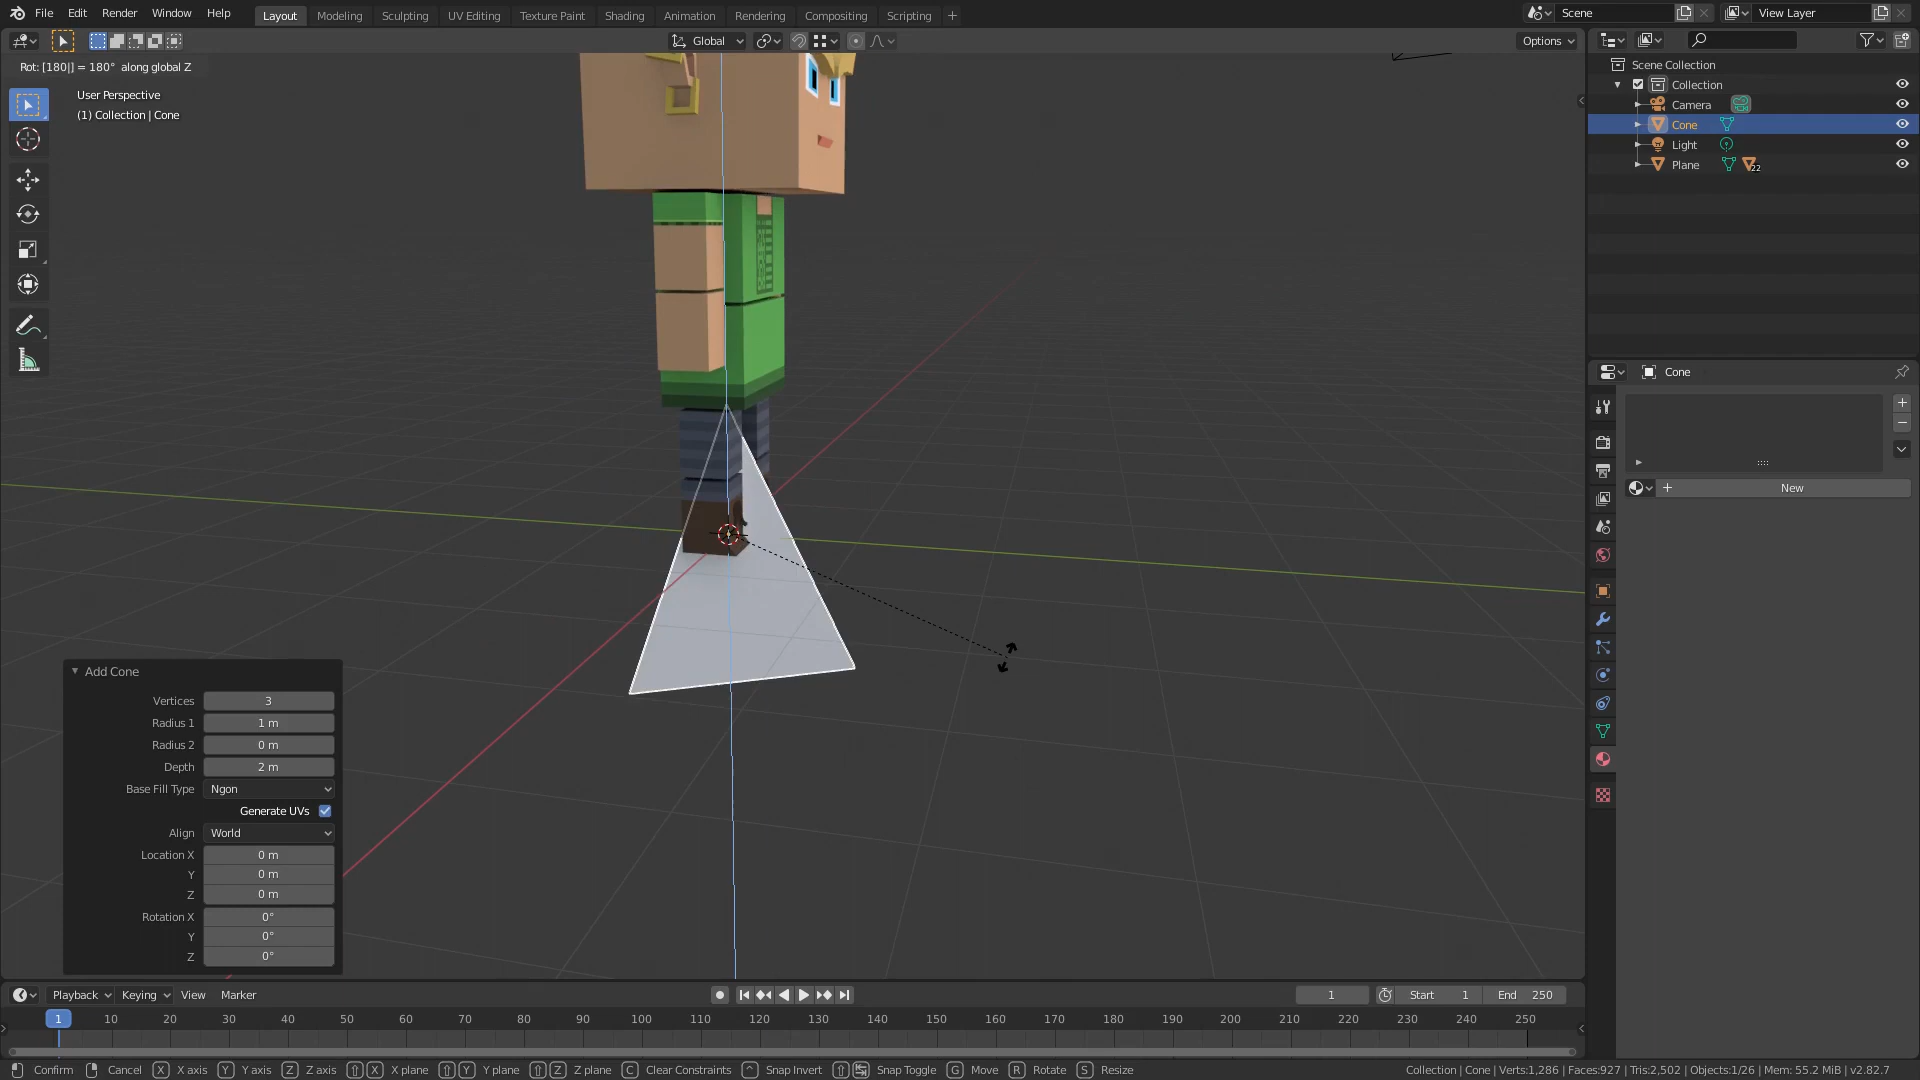 File Edit Render Window Help Layout Modeling Sculpting UV Editing Texture Paint Shading Animation Rendering Compositing Scripting + Scene View Layer
Global Options
Rot: [180|] = 180° along global Z
User Perspective
(1) Collection | Cone
Scene Collection
Collection
Camera
Cone
Light
Plane 22
Cone
+ New
Add Cone
Vertices 3
Radius 1 1 m
Radius 2 0 m
Depth 2 m
Base Fill Type Ngon
Generate UVs
Align World
Location X 0 m
Y 0 m
Z 0 m
Rotation X 0°
Y 0°
Z 0°
Playback Keying View Marker 1 Start 1 End 250
1 10 20 30 40 50 60 70 80 90 100 110 120 130 140 150 160 170 180 190 200 210 220 230 240 250
Confirm Cancel X X axis Y Y axis Z Z axis X X plane Y Y plane Z Z plane C Clear Constraints Snap Invert Snap Toggle G Move R Rotate S Resize Collection | Cone | Verts:1,286 | Faces:927 | Tris:2,502 | Objects:1/26 | Mem: 55.2 MiB | v2.82.7